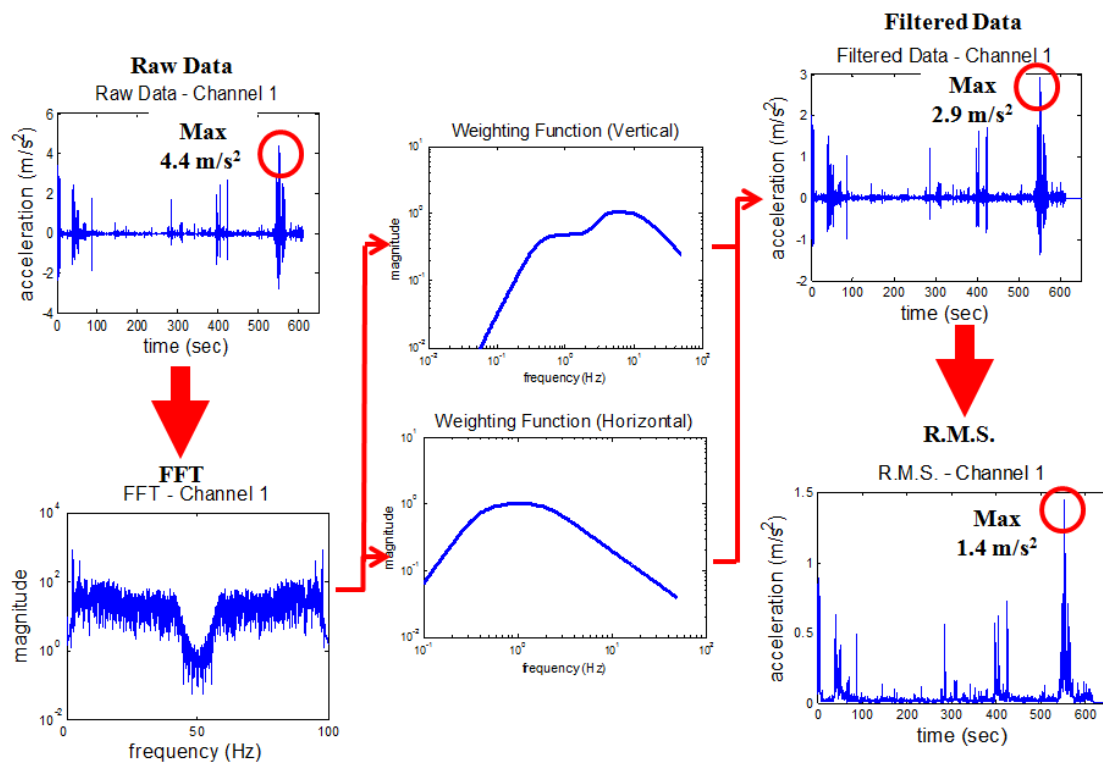 Raw Data
Raw Data - Channel 1
Max
4.4 m/s²
acceleration (m/s²)
6
4
2
0
-2
-4
0 100 200 300 400 500 600
time (sec)
FFT
FFT - Channel 1
magnitude
10⁴
10²
10⁰
10⁻²
0 50 100
frequency (Hz)
Weighting Function (Vertical)
magnitude
10¹
10⁰
10⁻¹
10⁻²
10⁻² 10⁻¹ 10⁰ 10¹ 10²
frequency (Hz)
Weighting Function (Horizontal)
magnitude
10¹
10⁰
10⁻¹
10⁻²
10⁻¹ 10⁰ 10¹
frequency (Hz)
Filtered Data
Filtered Data - Channel 1
Max
2.9 m/s²
acceleration (m/s²)
3
2
1
0
-1
-2
0 100 200 300 400 500 600
time (sec)
R.M.S.
R.M.S. - Channel 1
Max
1.4 m/s²
acceleration (m/s²)
1.5
1
0.5
0
0 100 200 300 400 500 600
time (sec)